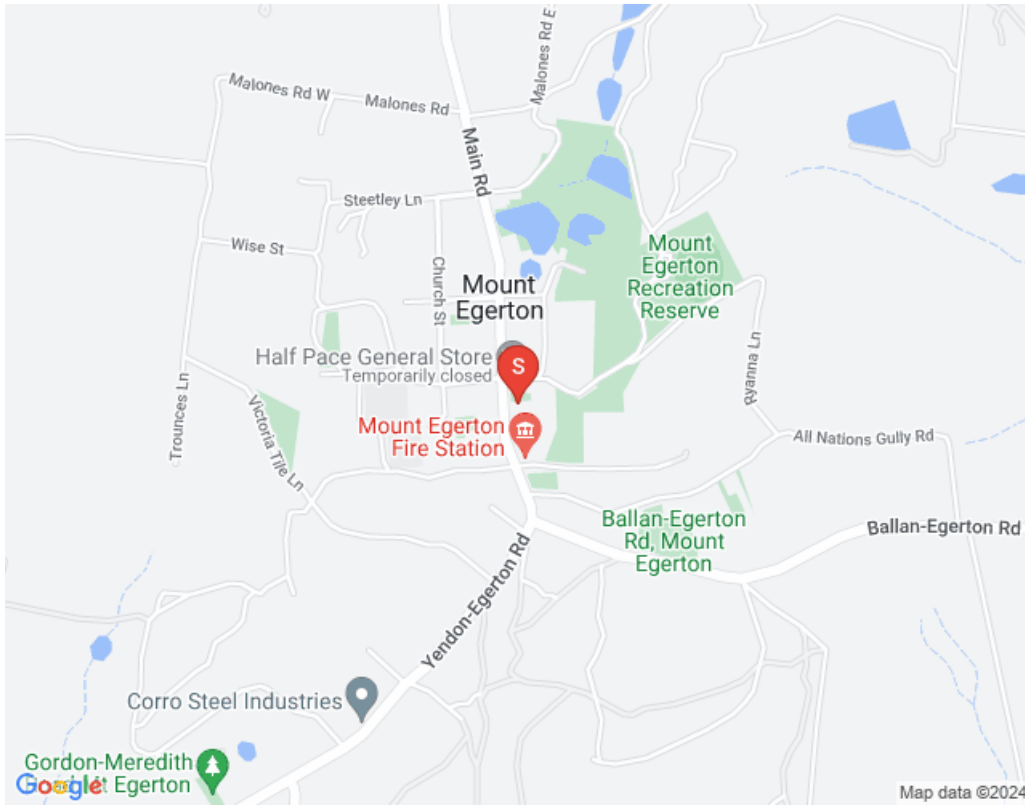 Malones Rd W
Malones Rd
Malones Rd E
Main Rd
Steetley Ln
Wise St
Church St
Mount
Egerton
Mount
Egerton
Recreation
Reserve
Half Pace General Store
Temporarily closed
S
Ryanna Ln
Trounces Ln
Victoria Tile Ln
Mount Egerton
Fire Station
All Nations Gully Rd
Ballan-Egerton
Rd, Mount
Egerton
Ballan-Egerton Rd
Yendon-Egerton Rd
Corro Steel Industries
Gordon-Meredith
Egerton
Google
Map data ©2024